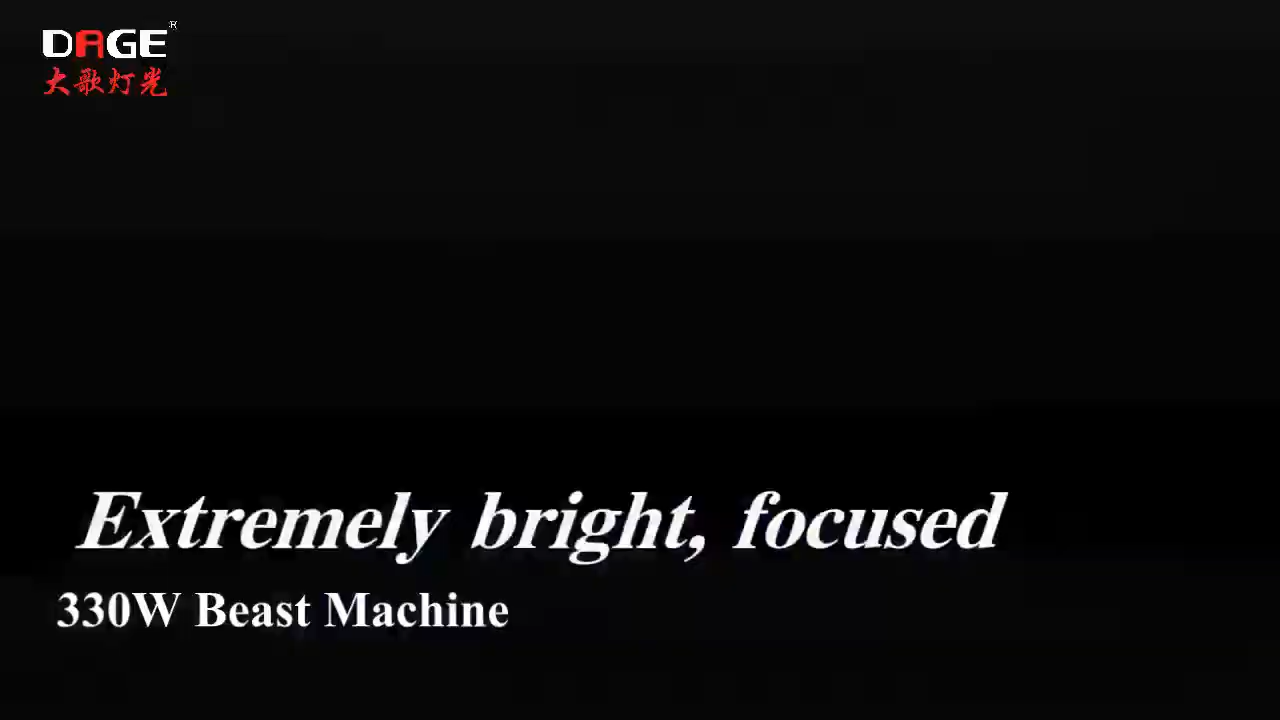 DAGE®
大歌灯光
Extremely bright, focused
330W Beast Machine